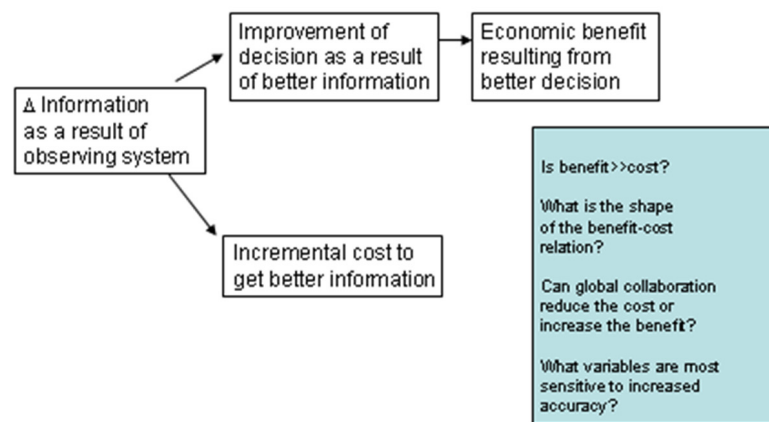 Δ Information
as a result of
observing system
Improvement of
decision as a result
of better information
Economic benefit
resulting from
better decision
Incremental cost to
get better information
Is benefit>>cost?
What is the shape
of the benefit-cost
relation?
Can global collaboration
reduce the cost or
increase the benefit?
What variables are most
sensitive to increased
accuracy?